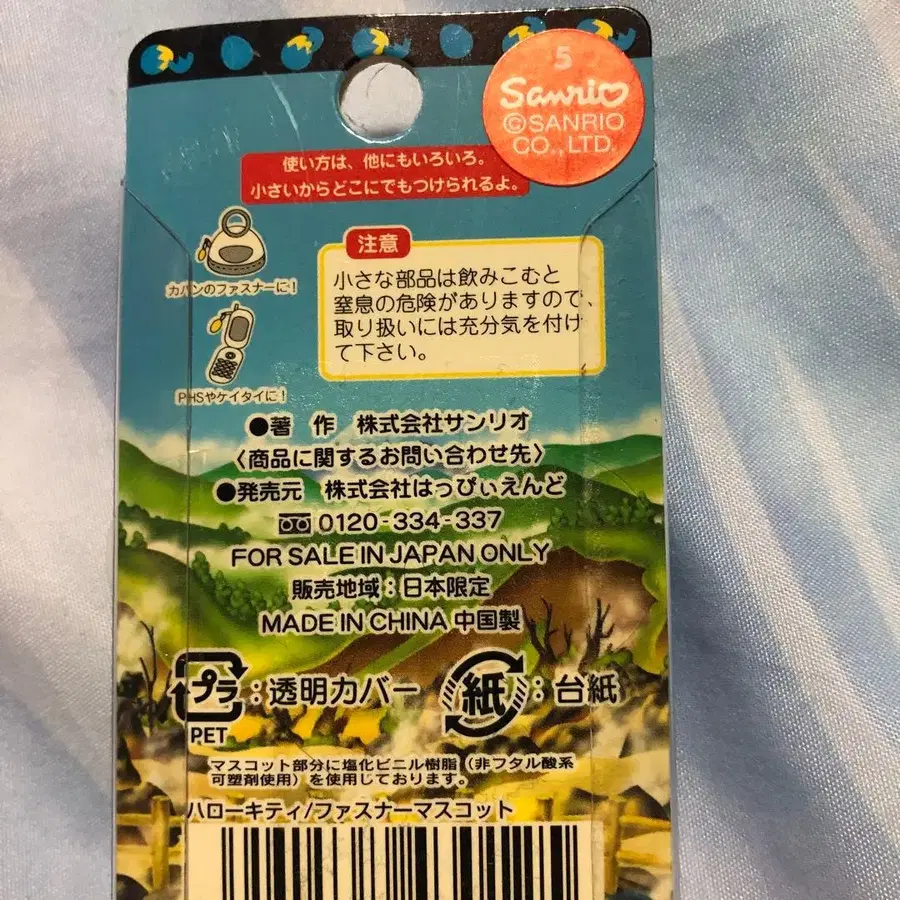 5
Sanrio
©SANRIO
CO., LTD.
使い方は、他にもいろいろ。
小さいからどこにでもつけられるよ。
カバンのファスナーに!
PHSやケイタイに!
注意
小さな部品は飲みこむと
窒息の危険がありますので、
取り扱いには充分気を付け
て下さい。
●著 作 株式会社サンリオ
〈商品に関するお問い合わせ先〉
●発売元 株式会社はっぴぃえんど
0120-334-337
FOR SALE IN JAPAN ONLY
販売地域:日本限定
MADE IN CHINA 中国製
プラ:透明カバー
PET
紙:台紙
マスコット部分に塩化ビニル樹脂(非フタル酸系
可塑剤使用)を使用しております。
ハローキティ/ファスナーマスコット